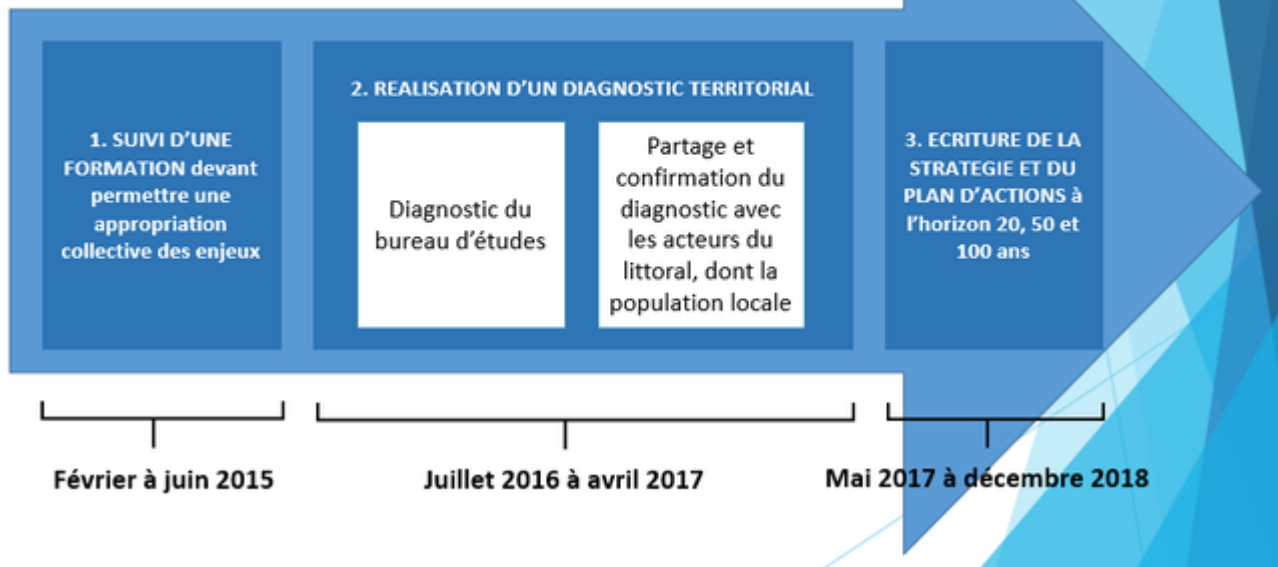 1. SUIVI D’UNE
FORMATION devant
permettre une
appropriation
collective des enjeux
2. REALISATION D’UN DIAGNOSTIC TERRITORIAL
Diagnostic du
bureau d’études
Partage et
confirmation du
diagnostic avec
les acteurs du
littoral, dont la
population locale
3. ECRITURE DE LA
STRATEGIE ET DU
PLAN D’ACTIONS à
l’horizon 20, 50 et
100 ans
Février à juin 2015
Juillet 2016 à avril 2017
Mai 2017 à décembre 2018